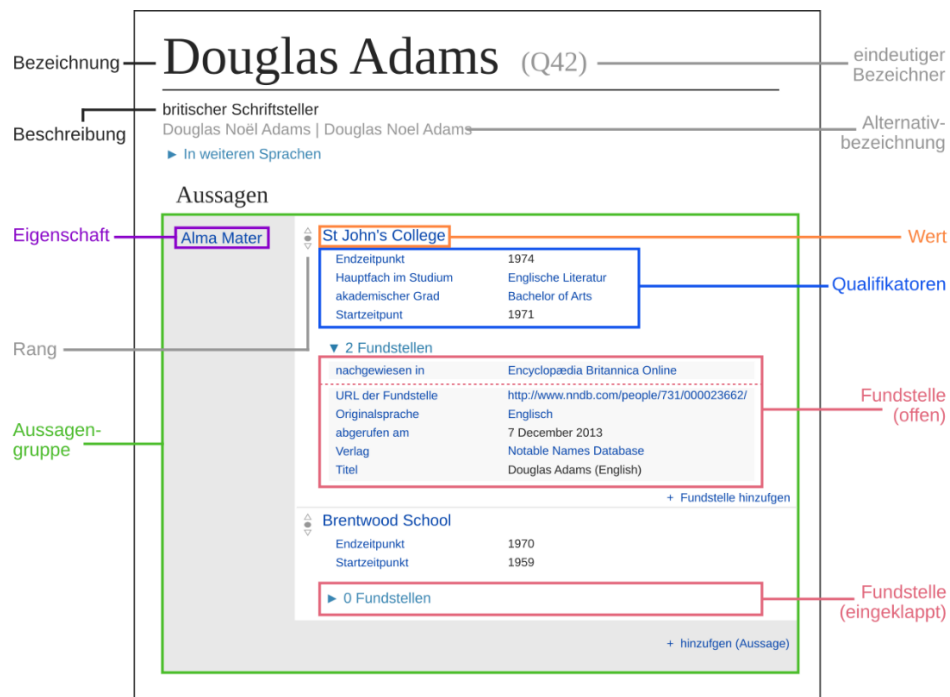 Bezeichnung
Douglas Adams (Q42)
eindeutiger
Bezeichner
Beschreibung
britischer Schriftsteller
Douglas Noël Adams | Douglas Noel Adams
Alternativ-
bezeichnung
► In weiteren Sprachen
Aussagen
Eigenschaft
Alma Mater
St John's College
Wert
Endzeitpunkt 1974
Hauptfach im Studium Englische Literatur
akademischer Grad Bachelor of Arts
Startzeitpunt 1971
Qualifikatoren
Rang
▼ 2 Fundstellen
nachgewiesen in Encyclopædia Britannica Online
URL der Fundstelle http://www.nndb.com/people/731/000023662/
Originalsprache Englisch
abgerufen am 7 December 2013
Verlag Notable Names Database
Titel Douglas Adams (English)
Fundstelle
(offen)
Aussagen-
gruppe
+ Fundstelle hinzufgen
Brentwood School
Endzeitpunkt 1970
Startzeitpunkt 1959
► 0 Fundstellen
Fundstelle
(eingeklappt)
+ hinzufgen (Aussage)